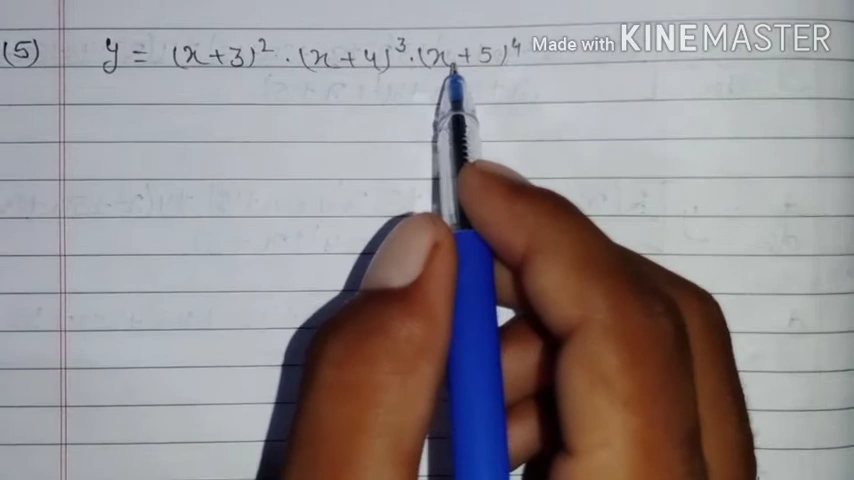 (5) y = (x+3)² · (x+4)³ · (x+5)⁴
Made with KINEMASTER